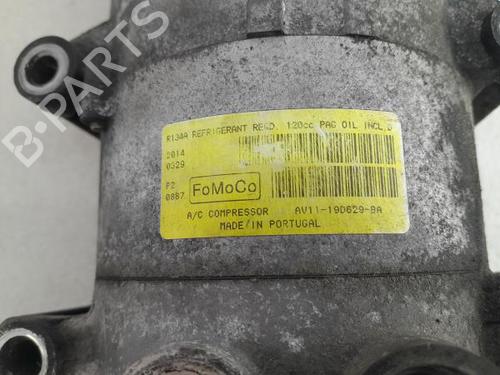 R134A REFRIGERANT REQD. 120cc PAG OIL INCL.D
2014
0529
P2
0887
FoMoCo
A/C COMPRESSOR AV11-19D629-BA
MADE IN PORTUGAL
B-PARTS